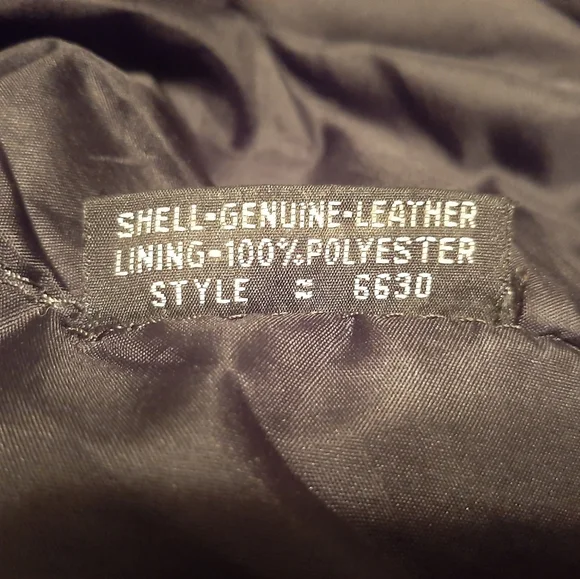 SHELL-GENUINE-LEATHER
LINING-100%POLYESTER
STYLE = 6630